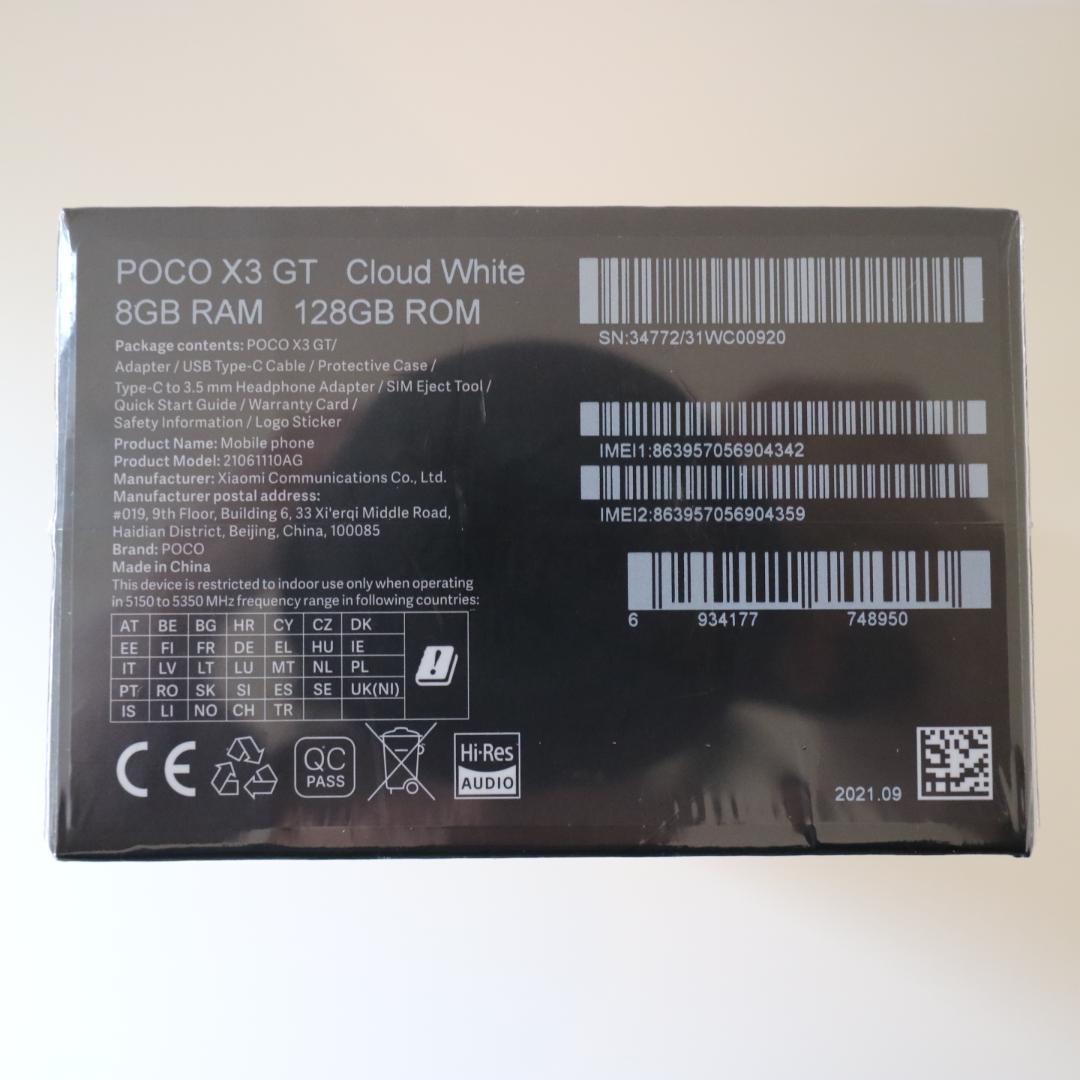 POCO X3 GT Cloud White
8GB RAM 128GB ROM
Package contents: POCO X3 GT/
Adapter / USB Type-C Cable / Protective Case /
Type-C to 3.5 mm Headphone Adapter / SIM Eject Tool /
Quick Start Guide / Warranty Card /
Safety Information / Logo Sticker
Product Name: Mobile phone
Product Model: 21061110AG
Manufacturer: Xiaomi Communications Co., Ltd.
Manufacturer postal address:
#019, 9th Floor, Building 6, 33 Xi'erqi Middle Road,
Haidian District, Beijing, China, 100085
Brand: POCO
Made in China
This device is restricted to indoor use only when operating
in 5150 to 5350 MHz frequency range in following countries:
AT BE BG HR CY CZ DK
EE FI FR DE EL HU IE
IT LV LT LU MT NL PL
PT RO SK SI ES SE UK(NI)
IS LI NO CH TR
CE
QC
PASS
Hi-Res
AUDIO
SN:34772/31WC00920
IMEI1:863957056904342
IMEI2:863957056904359
6 934177 748950
2021.09